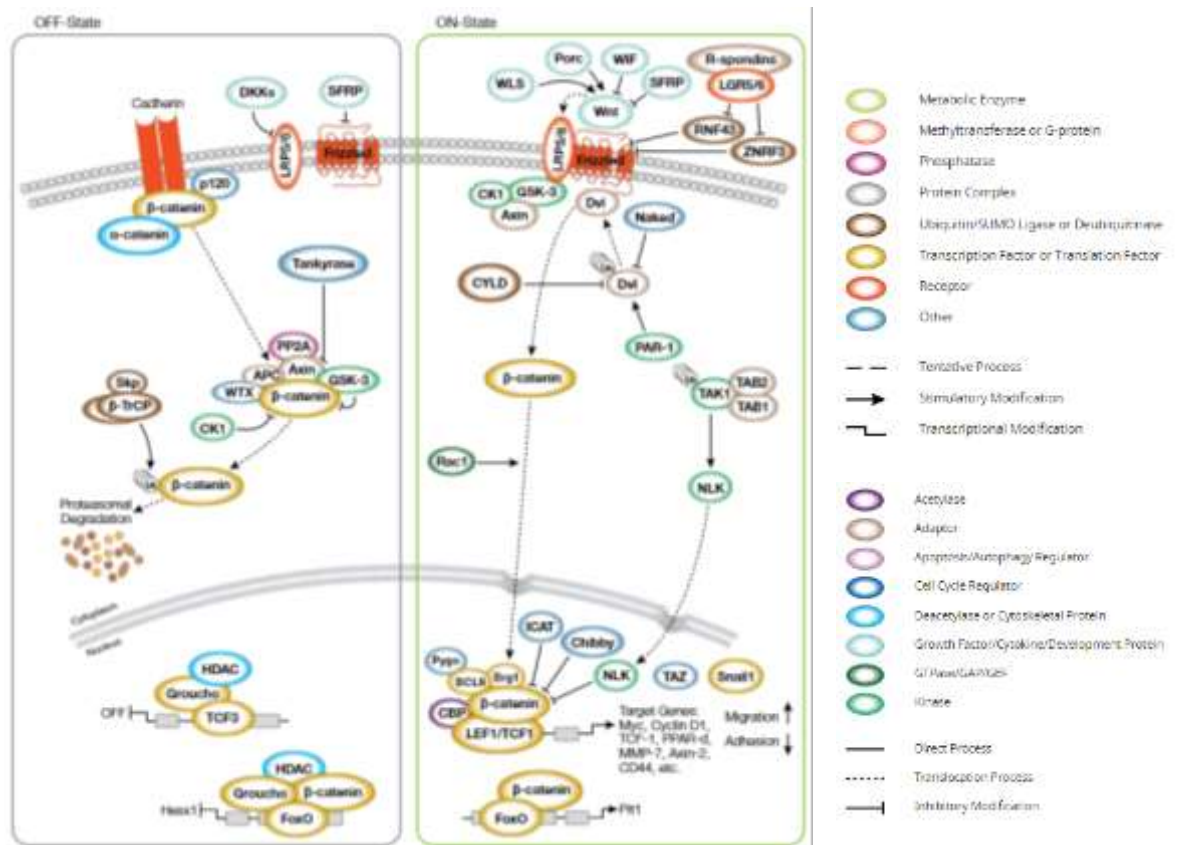 OFF-State
Cadherin
DKKs
SFRP
LRP5/6
Frizzled
p120
β-catenin
α-catenin
Tankyrase
PP2A
Axin
APC
GSK-3
WTX
β-catenin
CK1
Skp
β-TrCP
β-catenin
Proteasomal
Degradation
Cytoplasm
Nucleus
HDAC
Groucho
TCF3
OFF
HDAC
Groucho
β-catenin
FoxO
ON-State
Porc
WIF
WLS
SFRP
Wnt
R-spondins
LGR5/6
RNF43
ZNRF3
LRP5/6
Frizzled
CK1
GSK-3
Axin
Dvl
Naked
CYLD
Dvl
PAR-1
β-catenin
TAK1
TAB2
TAB1
Rac1
NLK
ICAT
Chibby
Pygo
BCL9
Brg1
NLK
TAZ
Snail1
β-catenin
CBP
LEF1/TCF1
Target Genes:
Myc, Cyclin D1,
TCF-1, PPAR-d,
MMP-7, Axin-2,
CD44, etc.
Migration
Adhesion
β-catenin
FoxO
Metabolic Enzyme
Methyltransferase or G-protein
Phosphatase
Protein Complex
Ubiquitin/SUMO Ligase or Deubiquitinase
Transcription Factor or Translation Factor
Receptor
Other
Tentative Process
Stimulatory Modification
Transcriptional Modification
Acetylase
Adaptor
Apoptosis/Autophagy Regulator
Cell Cycle Regulator
Deacetylase or Cytoskeletal Protein
Growth Factor/Cytokine/Development Protein
GTPase/GAP/GEF
Kinase
Direct Process
Translocation Process
Inhibitory Modification